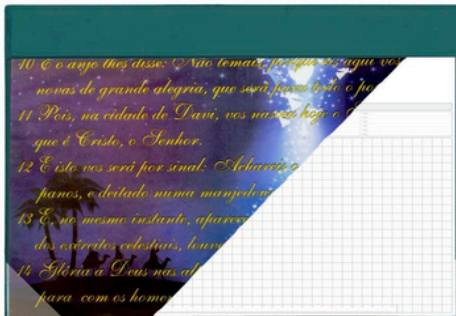 10 E o anjo lhes disse: Não temais, porque eis aqui vos
novas de grande alegria, que será para todo o po
11 Pois, na cidade de Davi, vos nasceu hoje o
que é Cristo, o Senhor.
12 E isto vos será por sinal: Achareis o
panos, e deitado numa manjedou
13 E, no mesmo instante, aparece
dos exércitos celestiais, louva
14 Glória a Deus nas al
para com os homen